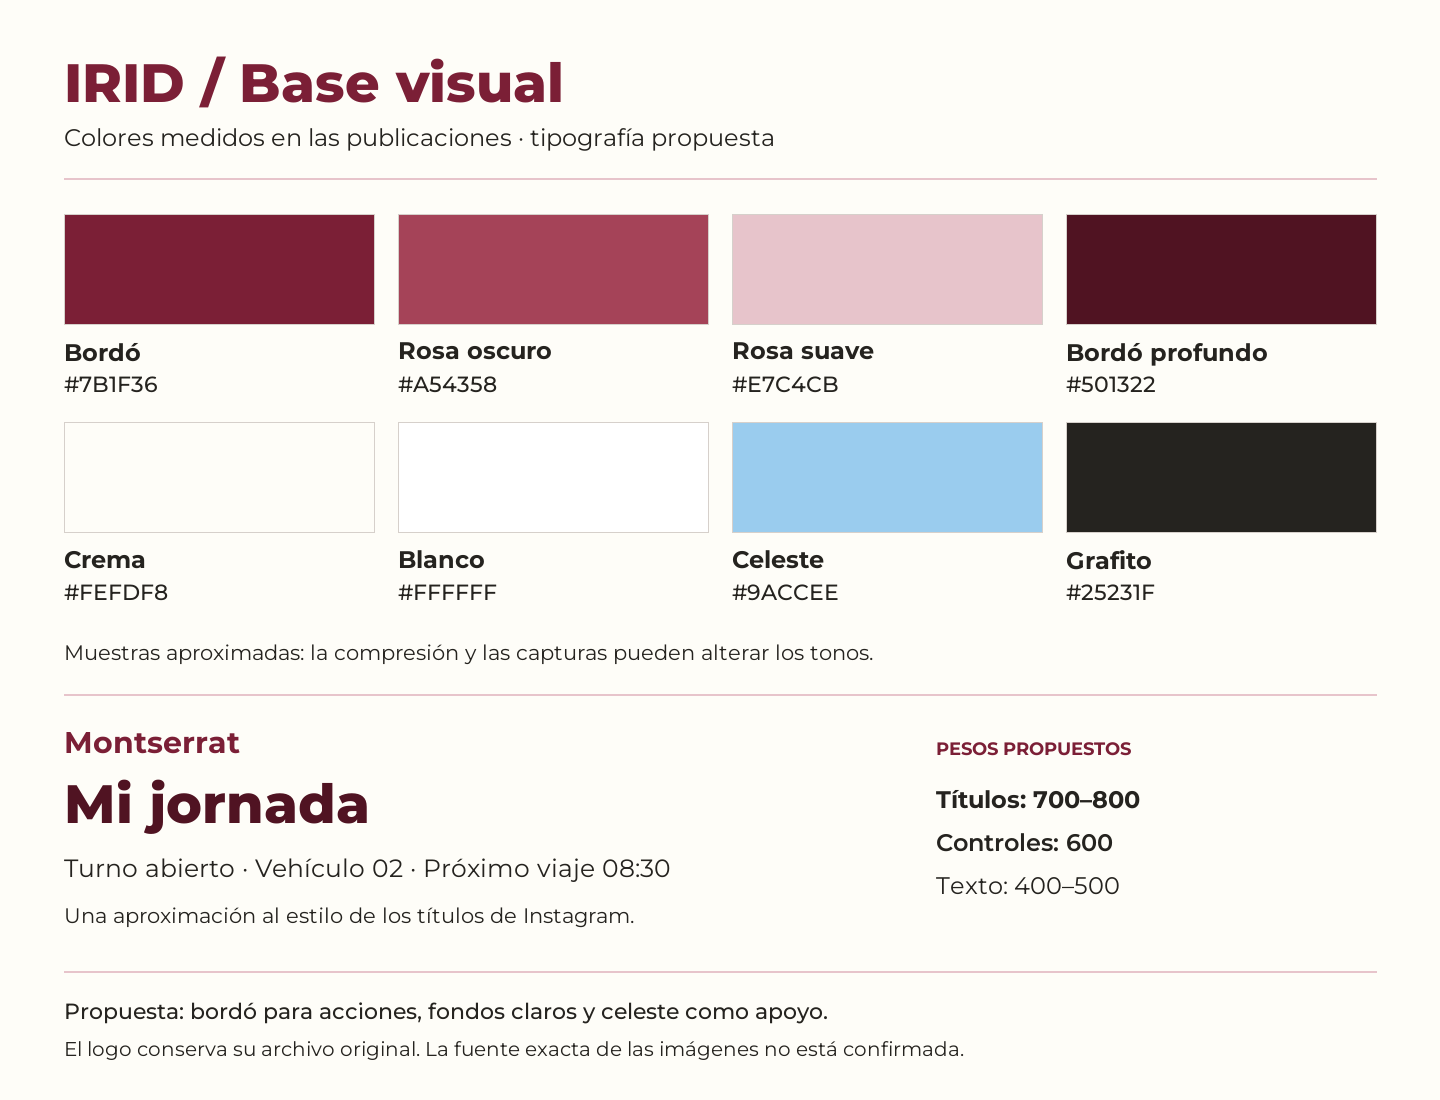 IRID / Base visual
Colores medidos en las publicaciones · tipografía propuesta
Bordó
#7B1F36
Rosa oscuro
#A54358
Rosa suave
#E7C4CB
Bordó profundo
#501322
Crema
#FEFDF8
Blanco
#FFFFFF
Celeste
#9ACCEE
Grafito
#25231F
Muestras aproximadas: la compresión y las capturas pueden alterar los tonos.
Montserrat
Mi jornada
Turno abierto · Vehículo 02 · Próximo viaje 08:30
Una aproximación al estilo de los títulos de Instagram.
PESOS PROPUESTOS
Títulos: 700–800
Controles: 600
Texto: 400–500
Propuesta: bordó para acciones, fondos claros y celeste como apoyo.
El logo conserva su archivo original. La fuente exacta de las imágenes no está confirmada.